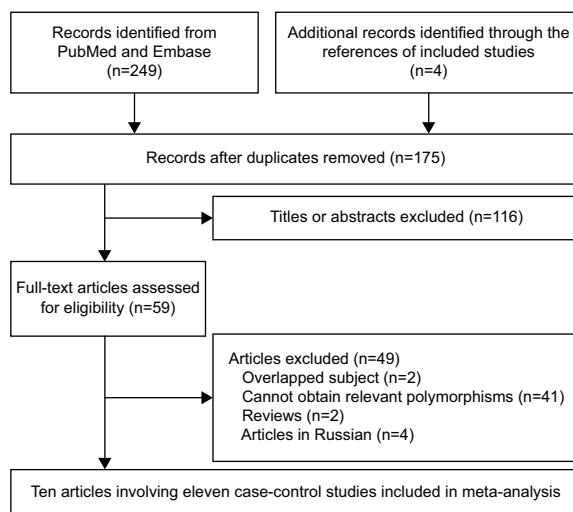 Records identified from
PubMed and Embase
(n=249)
Additional records identified through the
references of included studies
(n=4)
Records after duplicates removed (n=175)
Titles or abstracts excluded (n=116)
Full-text articles assessed
for eligibility (n=59)
Articles excluded (n=49)
Overlapped subject (n=2)
Cannot obtain relevant polymorphisms (n=41)
Reviews (n=2)
Articles in Russian (n=4)
Ten articles involving eleven case-control studies included in meta-analysis